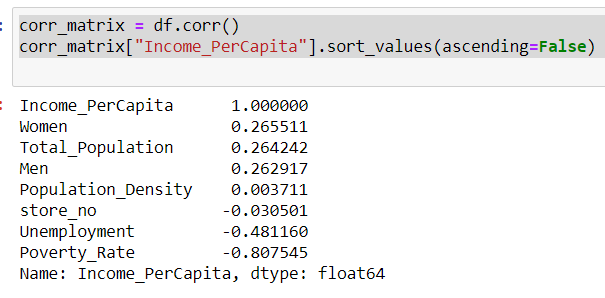 corr_matrix = df.corr()
corr_matrix["Income_PerCapita"].sort_values(ascending=False)
Income_PerCapita 1.000000
Women 0.265511
Total_Population 0.264242
Men 0.262917
Population_Density 0.003711
store_no -0.030501
Unemployment -0.481160
Poverty_Rate -0.807545
Name: Income_PerCapita, dtype: float64